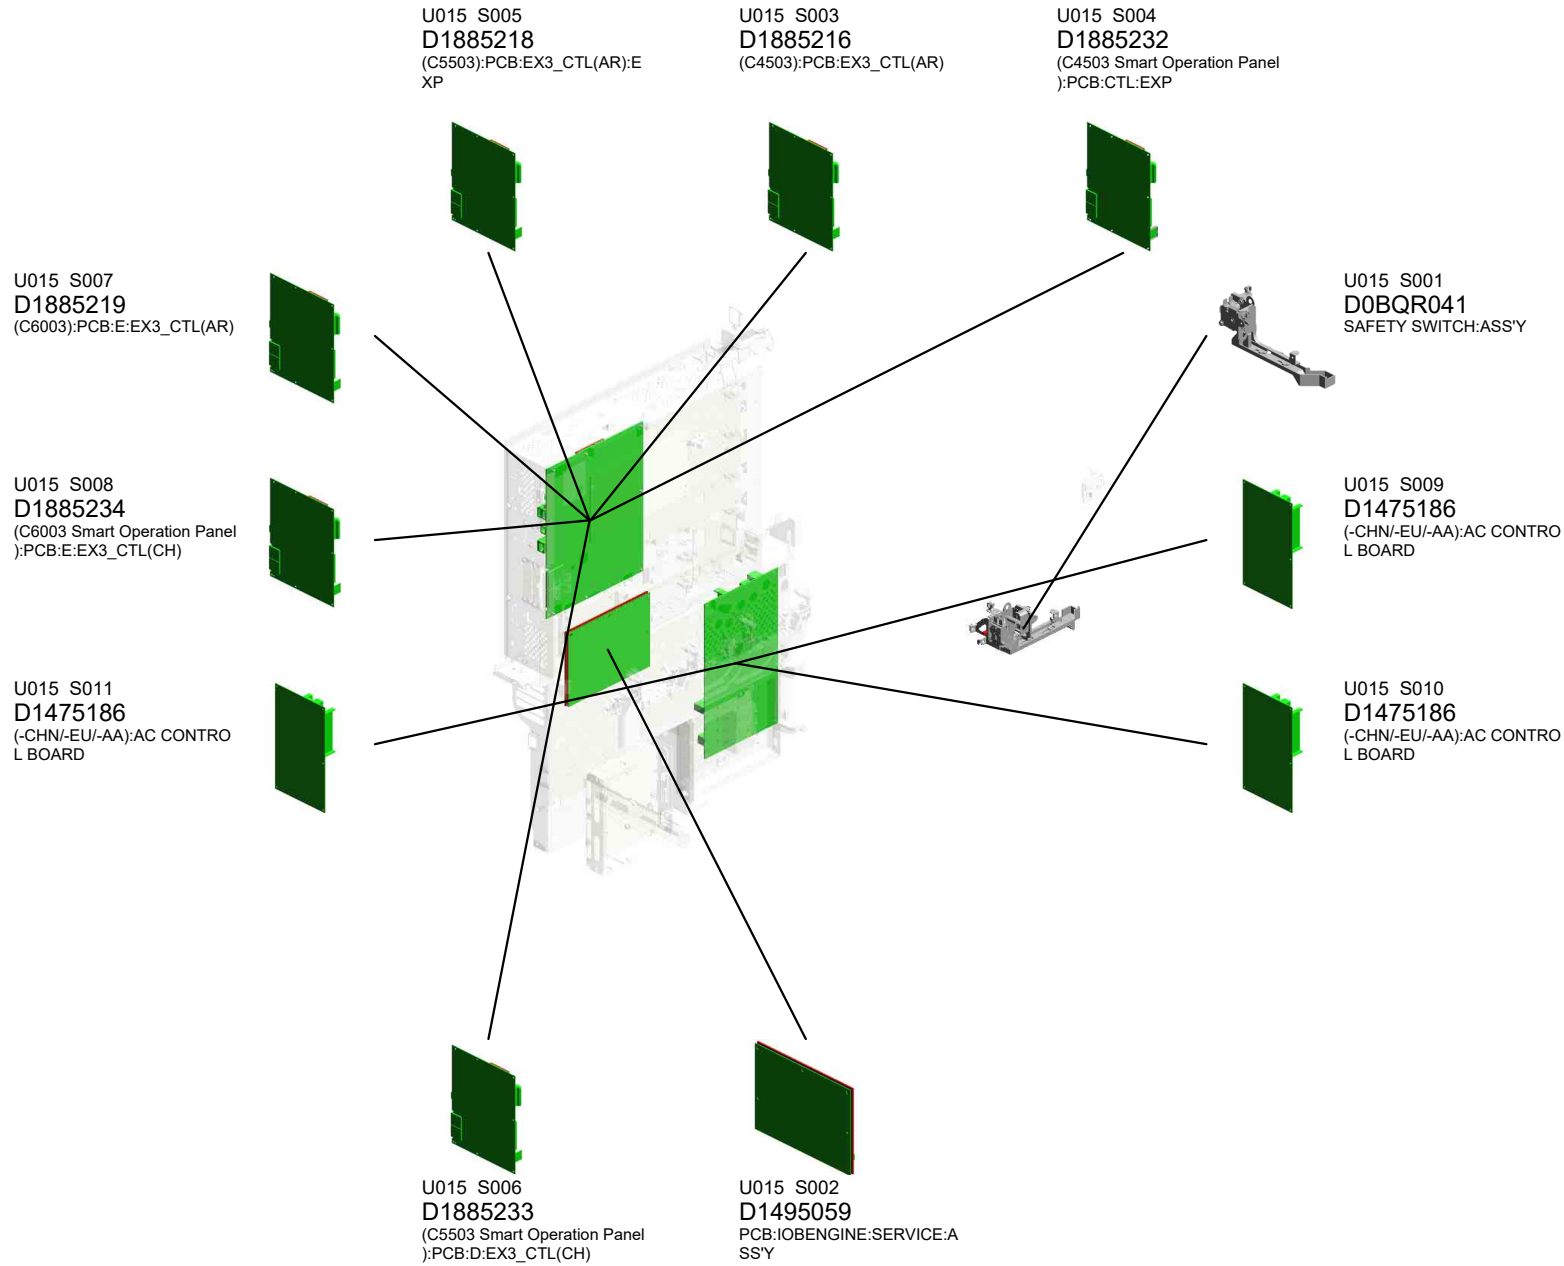 U015 S005
D1885218
(C5503):PCB:EX3_CTL(AR):E
XP
U015 S003
D1885216
(C4503):PCB:EX3_CTL(AR)
U015 S004
D1885232
(C4503 Smart Operation Panel
):PCB:CTL:EXP
U015 S007
D1885219
(C6003):PCB:E:EX3_CTL(AR)
U015 S001
D0BQR041
SAFETY SWITCH:ASS'Y
U015 S008
D1885234
(C6003 Smart Operation Panel
):PCB:E:EX3_CTL(CH)
U015 S009
D1475186
(-CHN/-EU/-AA):AC CONTRO
L BOARD
U015 S011
D1475186
(-CHN/-EU/-AA):AC CONTRO
L BOARD
U015 S010
D1475186
(-CHN/-EU/-AA):AC CONTRO
L BOARD
U015 S006
D1885233
(C5503 Smart Operation Panel
):PCB:D:EX3_CTL(CH)
U015 S002
D1495059
PCB:IOBENGINE:SERVICE:A
SS'Y